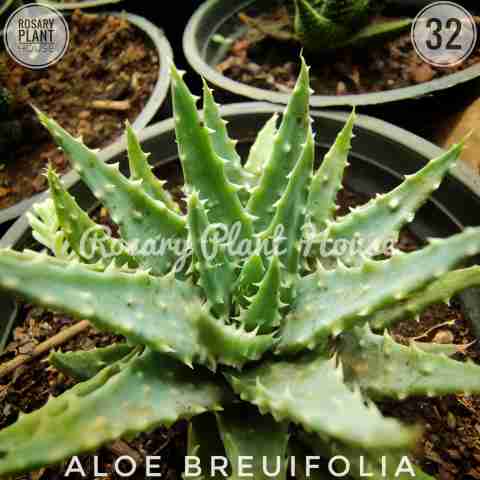 ROSARY
PLANT
HOUSE
32
Rosary Plant House
ALOE BREUIFOLIA